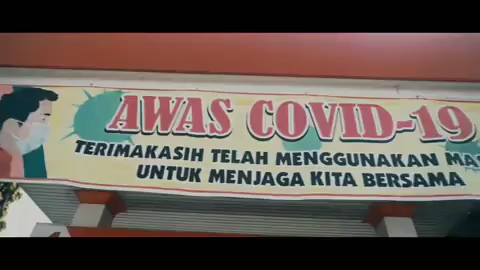 AWAS COVID-19
TERIMAKASIH TELAH MENGGUNAKAN
UNTUK MENJAGA KITA BERSAMA